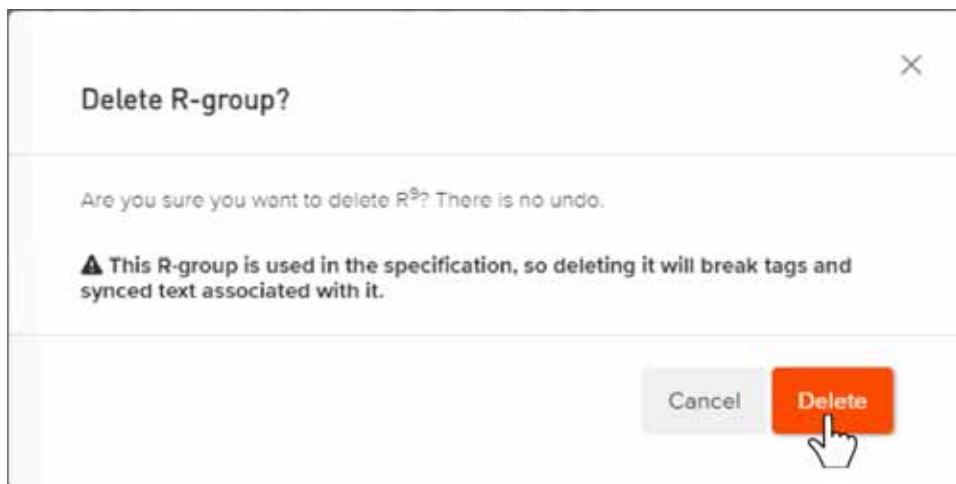 Delete R-group?
Are you sure you want to delete R⁹? There is no undo.
This R-group is used in the specification, so deleting it will break tags and
synced text associated with it.
Cancel
Delete